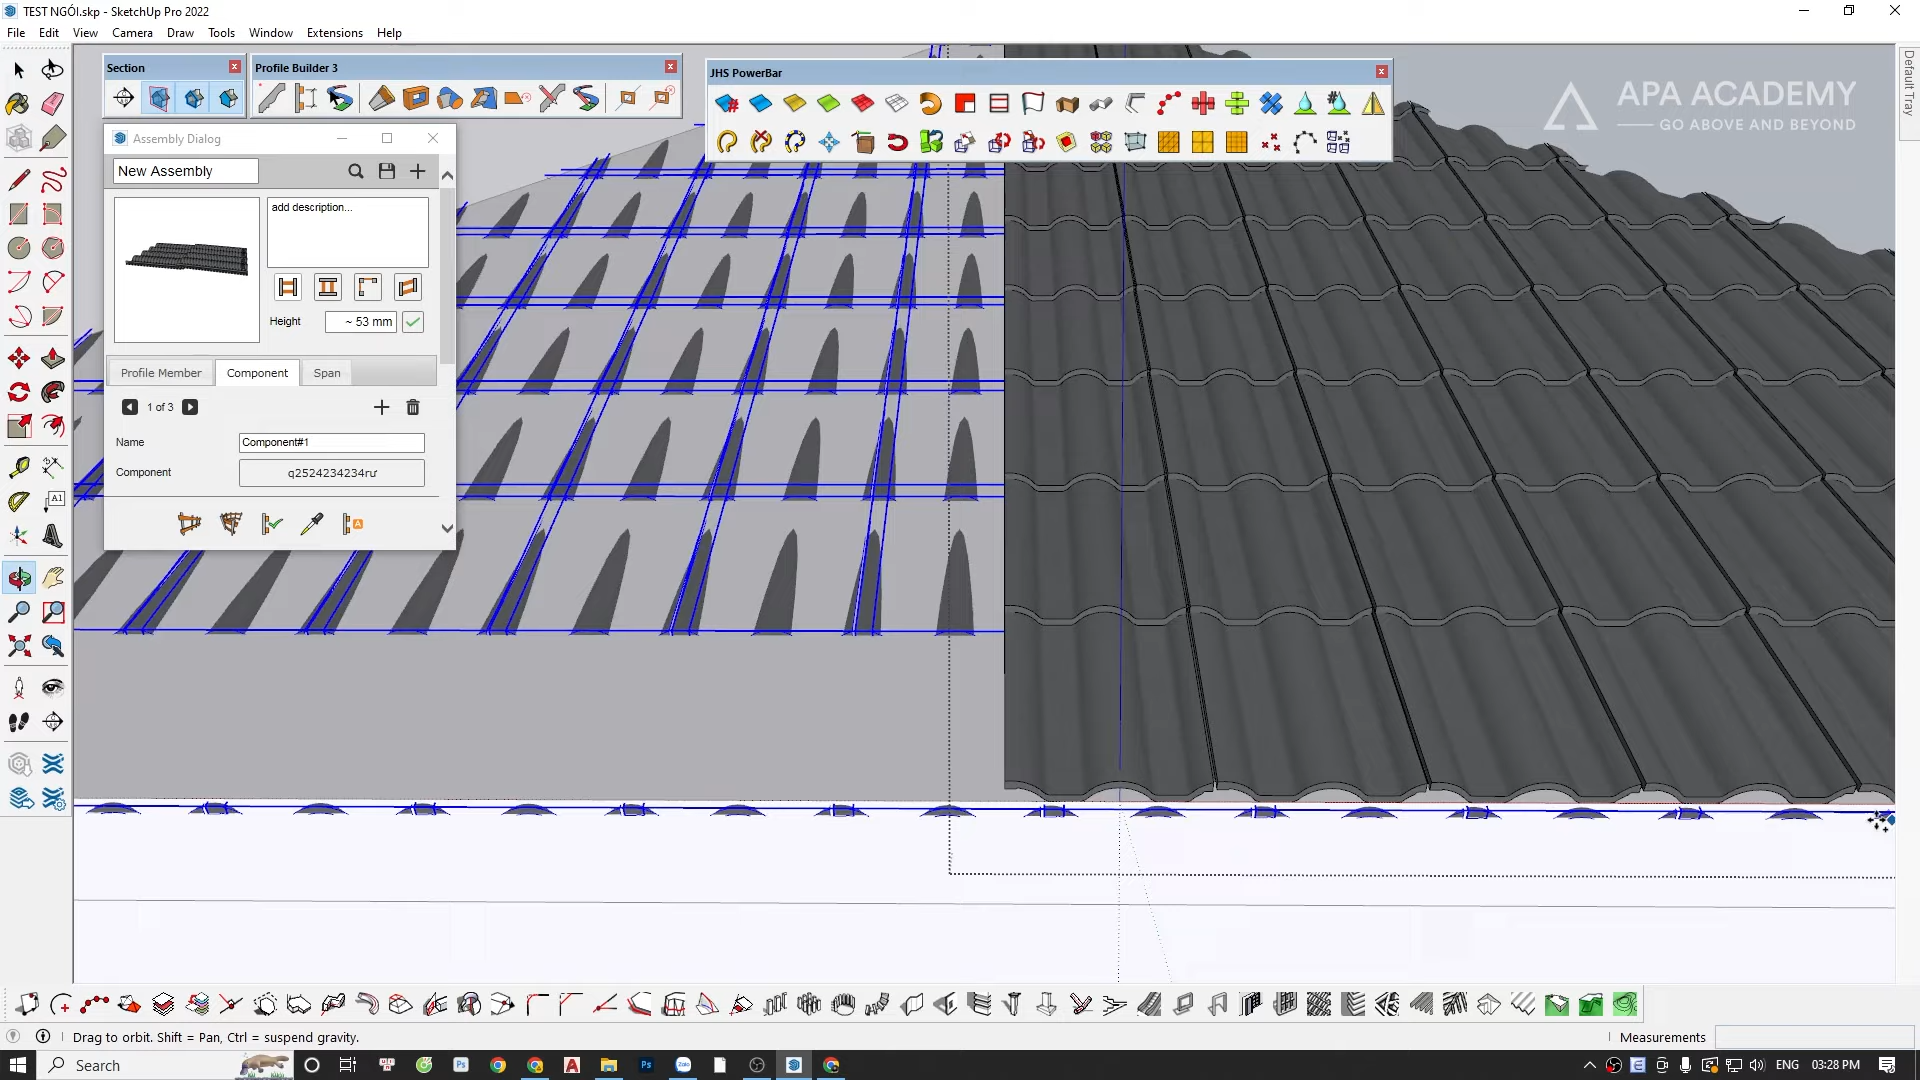 TEST NGÓI.skp - SketchUp Pro 2022
File Edit View Camera Draw Tools Window Extensions Help
Section
Profile Builder 3
JHS PowerBar
Default Tray
APA ACADEMY
GO ABOVE AND BEYOND
Assembly Dialog
New Assembly
add description...
Height ~ 53 mm
Profile Member Component Span
1 of 3
Name Component#1
Component q2524234234rư
A1
Drag to orbit. Shift = Pan, Ctrl = suspend gravity.
Measurements
Search
ENG 03:28 PM